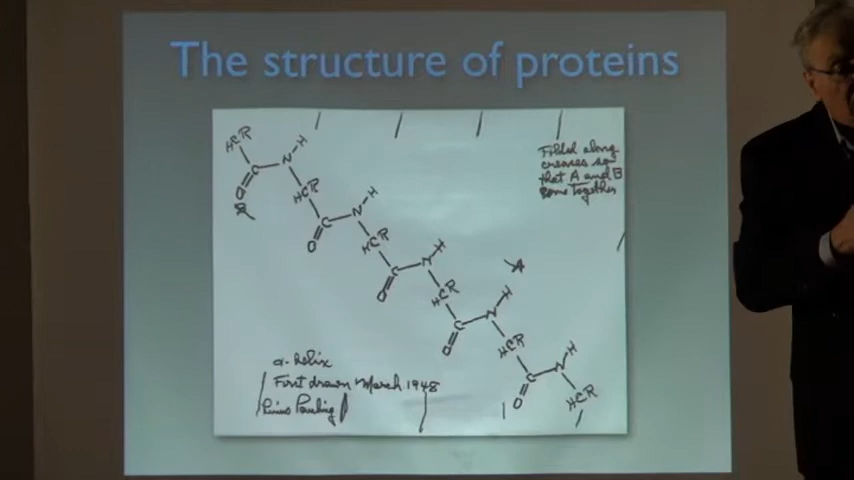 The structure of proteins
Folded along
creases so
that A and B
come together
HCR
N H
C
O
B
HCR
N H
C
O
HCR
N H
C
O
A
HCR
N H
C
O
HCR
N H
C
O
HCR
α-Helix
First drawn March 1948
Linus Pauling